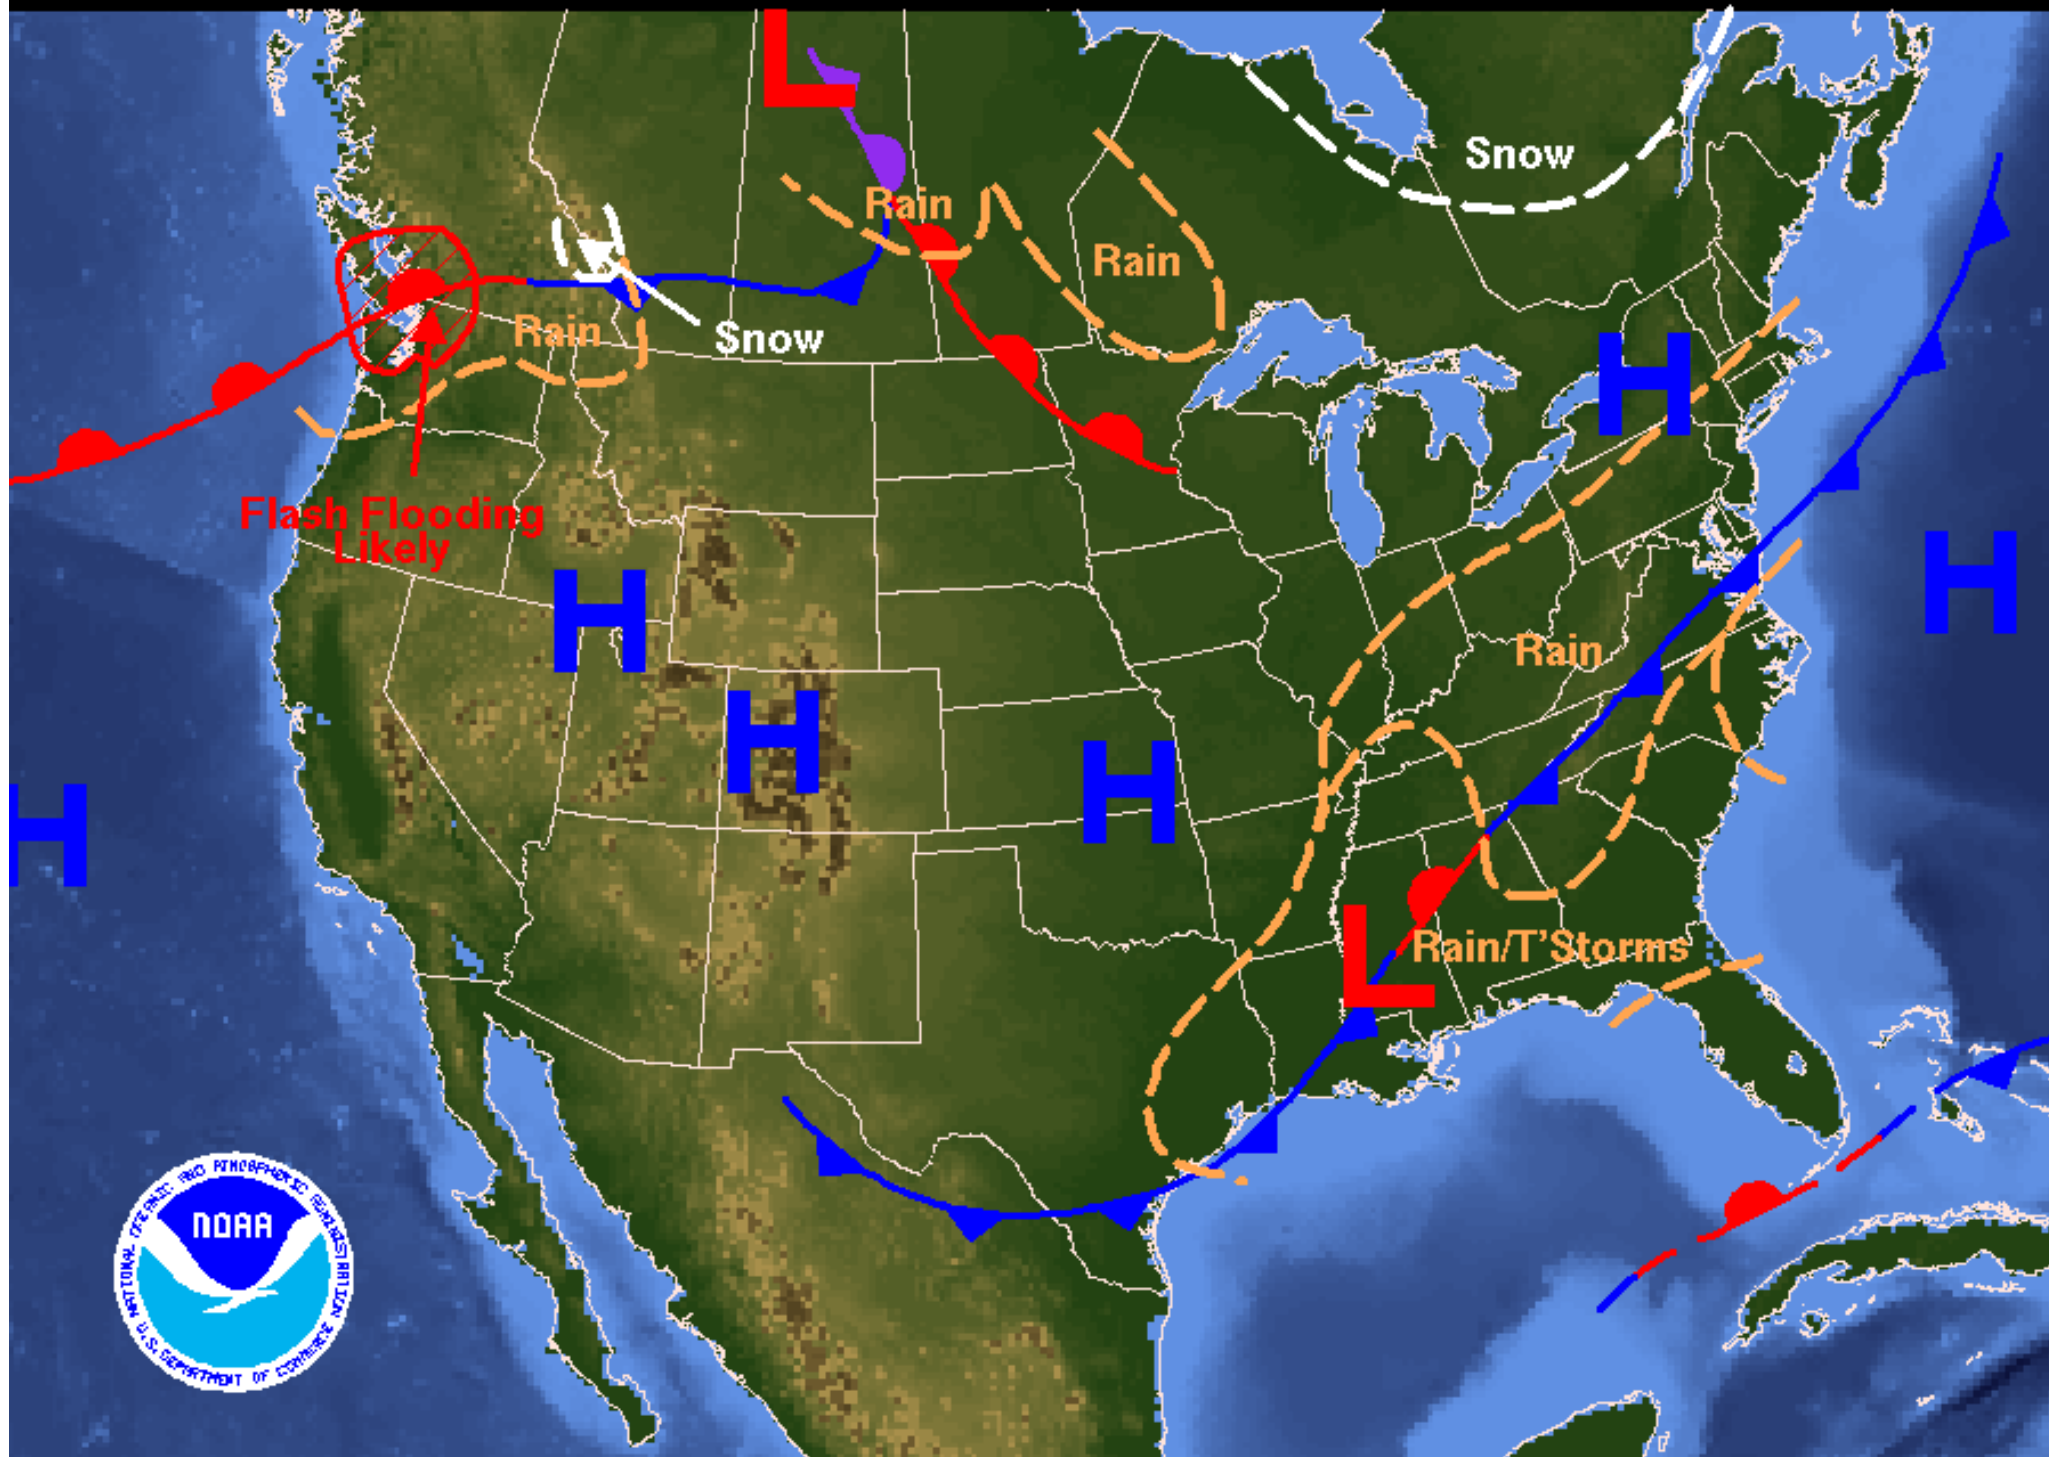 L
Snow
Rain
Rain
Rain
Snow
H
Flash Flooding
Likely
H
H
Rain
H
H
H
L
Rain/T'Storms
NATIONAL OCEANIC AND ATMOSPHERIC ADMINISTRATION
NOAA
U.S. DEPARTMENT OF COMMERCE